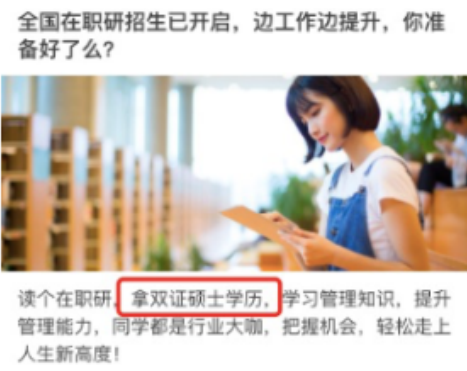 全国在职研招生已开启，边工作边提升，你准
备好了么？
读个在职研，拿双证硕士学历，学习管理知识，提升
管理能力，同学都是行业大咖，把握机会，轻松走上
人生新高度！